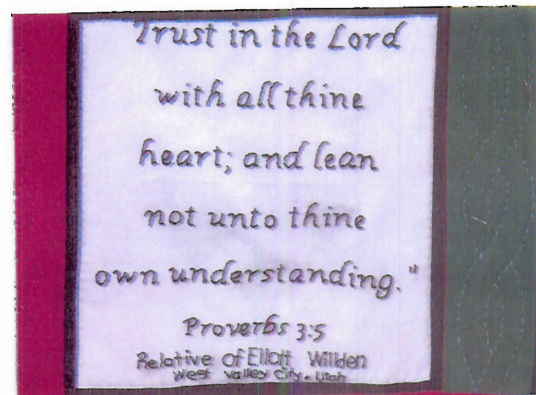 "Trust in the Lord
with all thine
heart; and lean
not unto thine
own understanding."
Proverbs 3:5
Relative of Elliott Willden
West Valley City, Utah